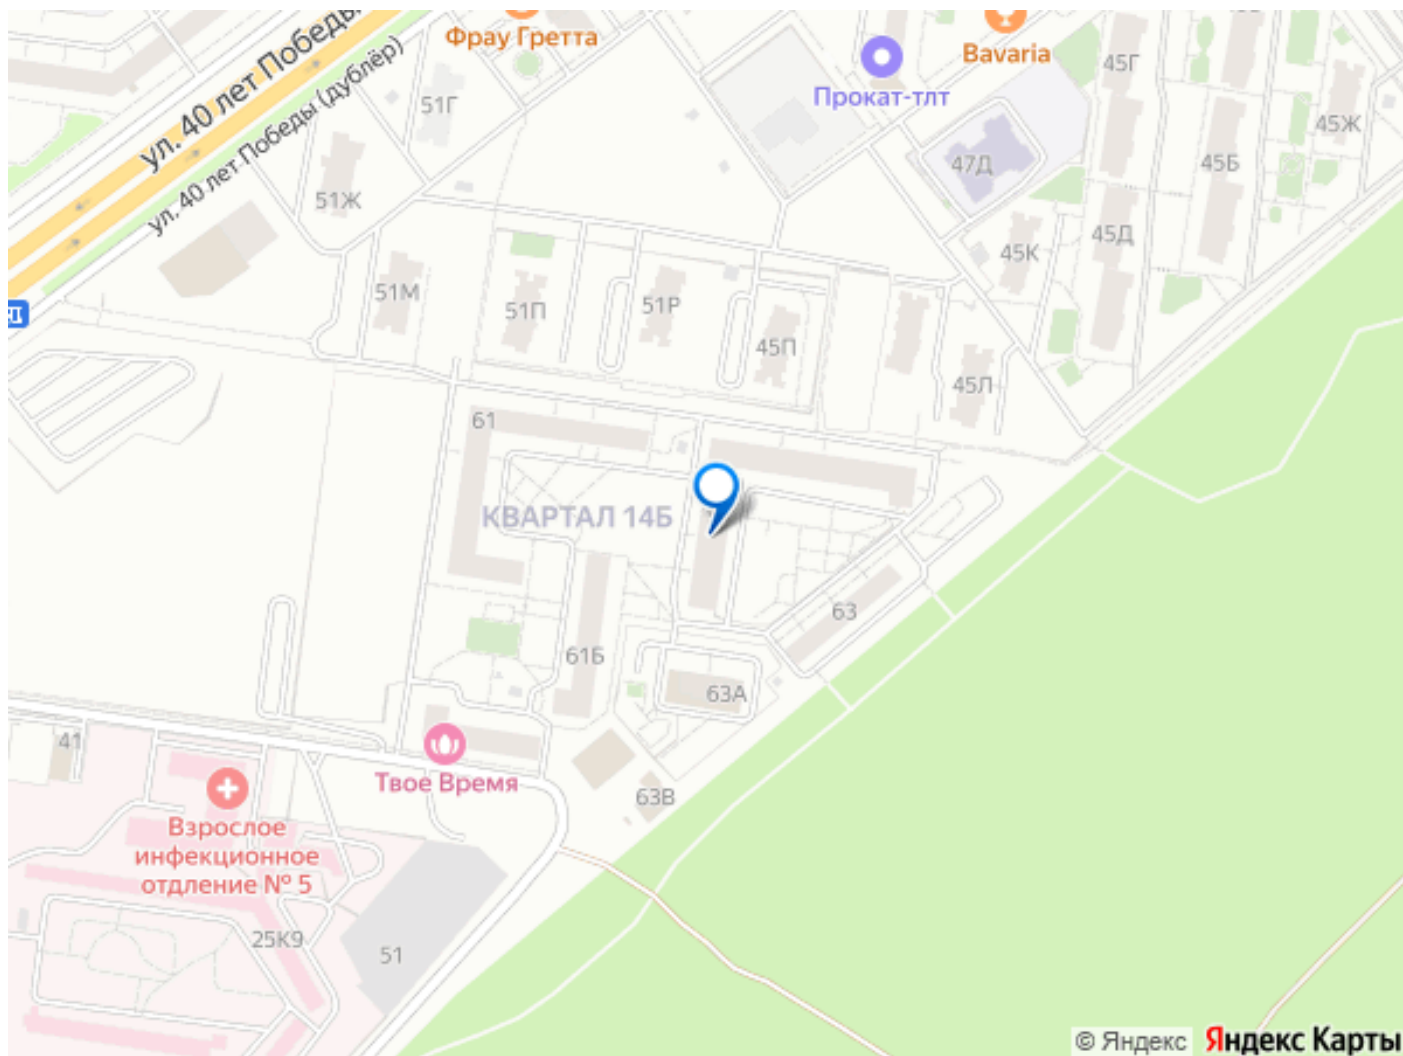 ул. 40 лет Победы
ул. 40 лет Победы (дублёр)
Фрау Гретта
Bavaria
Прокат-тлт
51Г
45Г
45Ж
47Д
45Б
51Ж
45Д
45К
51М
51П
51Р
45П
45Л
61
КВАРТАЛ 14Б
63
61Б
63А
41
Твое Время
63В
Взрослое
инфекционное
отдление № 5
25К9
51
© Яндекс
Яндекс Карты